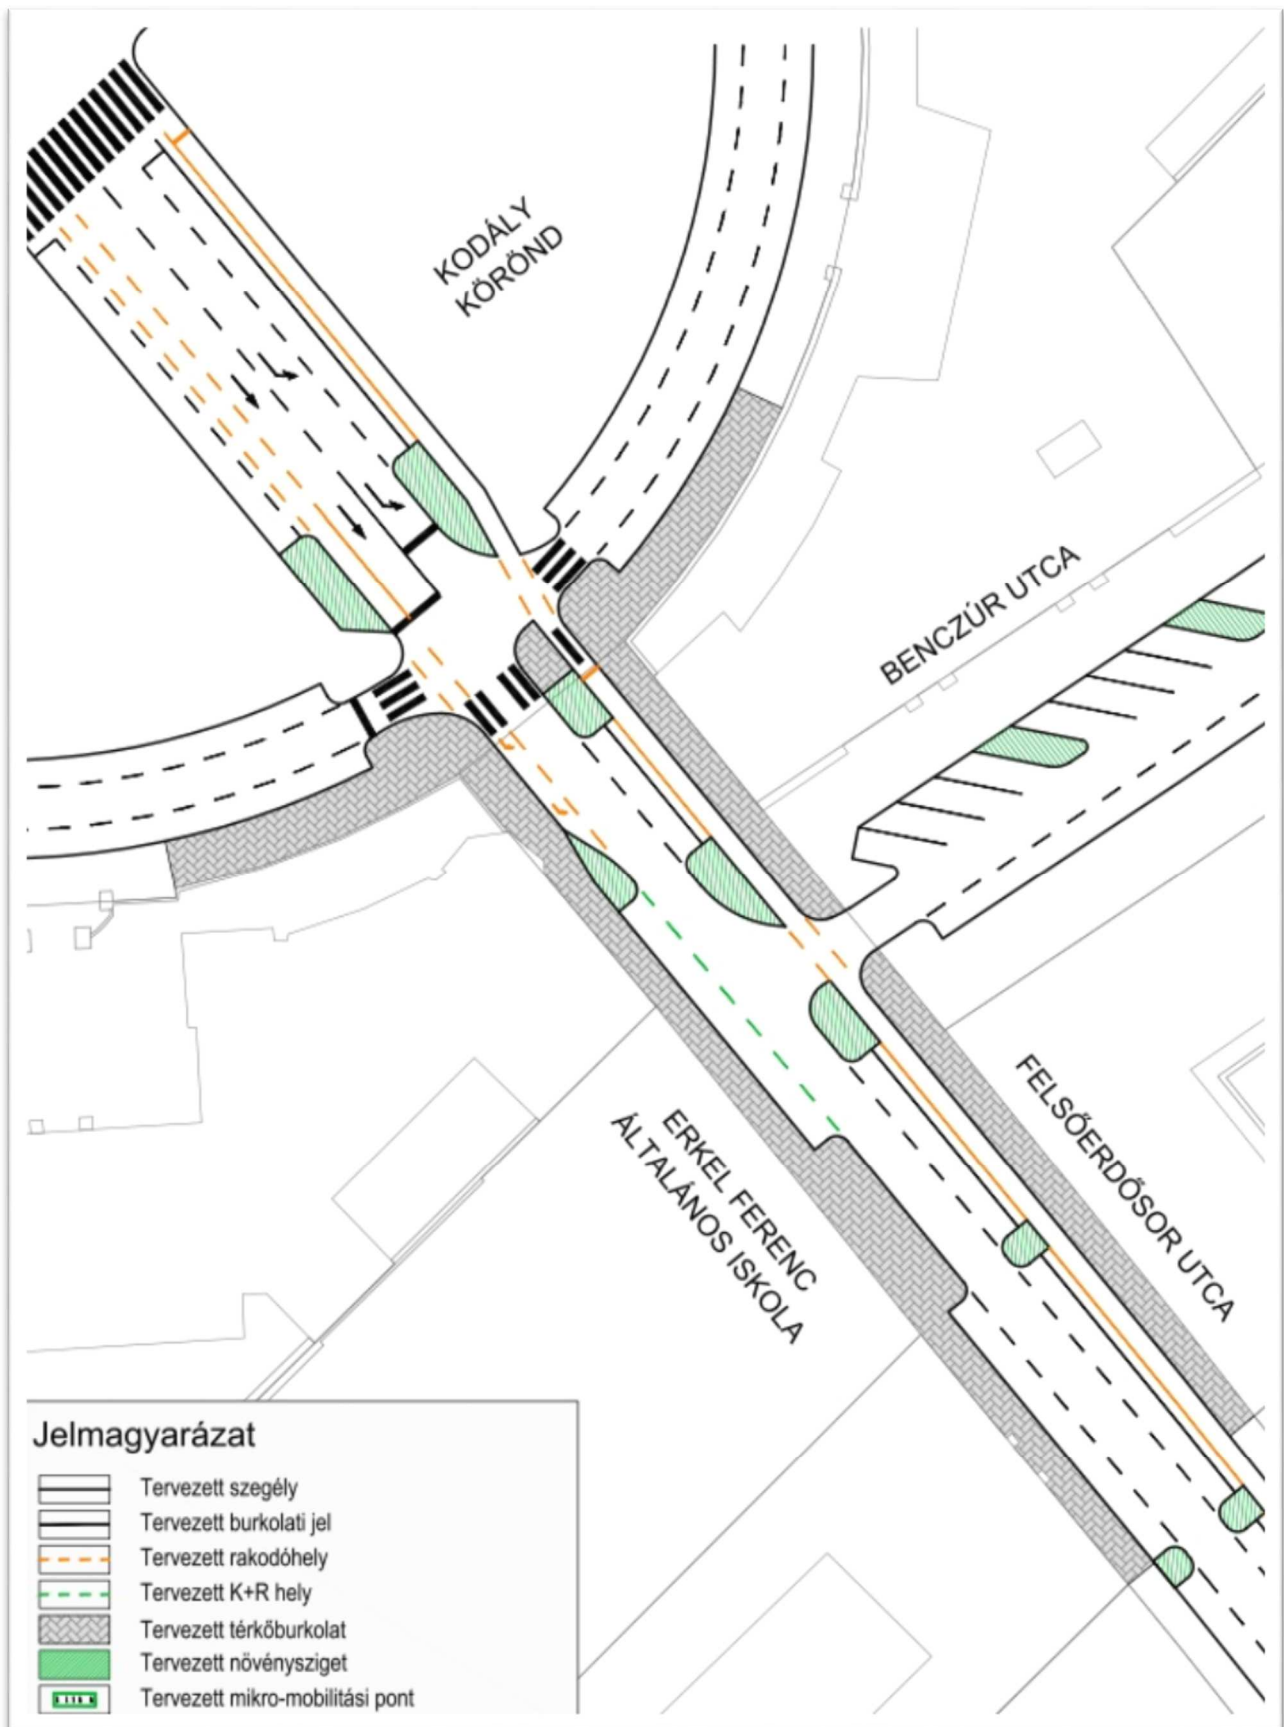 KODÁLY
KÖRÖND
BENCZÚR UTCA
FELSŐERDŐSOR UTCA
ERKEL FERENC
ÁLTALÁNOS ISKOLA
Jelmagyarázat
Tervezett szegély
Tervezett burkolati jel
Tervezett rakodóhely
Tervezett K+R hely
Tervezett térkőburkolat
Tervezett növénysziget
Tervezett mikro-mobilitási pont